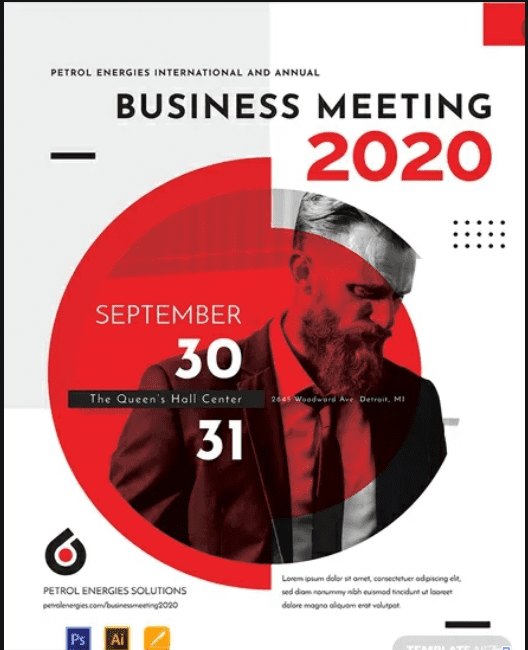 PETROL ENERGIES INTERNATIONAL AND ANNUAL
BUSINESS MEETING
2020
SEPTEMBER
30
The Queen's Hall Center
2645 Woodward Ave. Detroit, MI
31
PETROL ENERGIES SOLUTIONS
petrolenergies.com/businessmeeting2020
Lorem ipsum dolor sit amet, consectetuer adipiscing elit,
sed diam nonummy nibh euismod tincidunt ut laoreet
dolore magna aliquam erat volutpat.
Ps
Ai